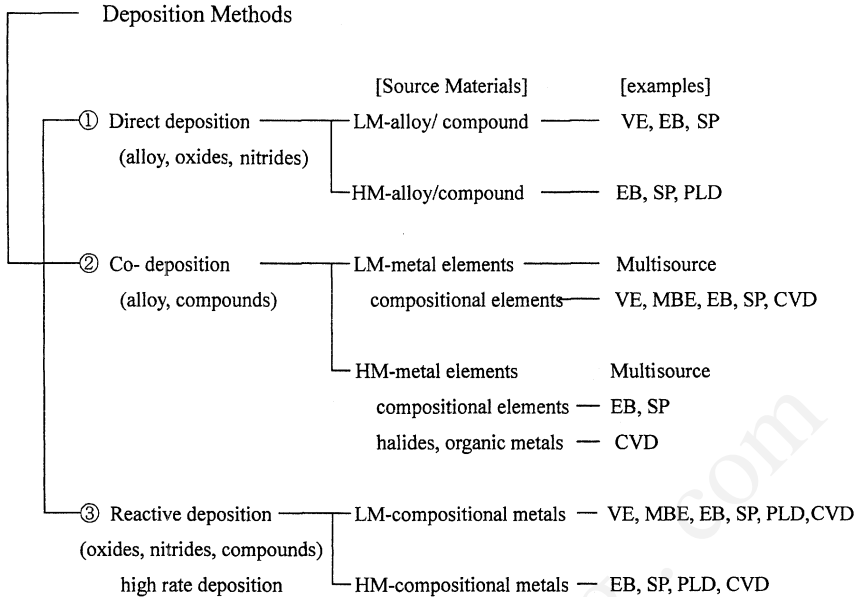 Deposition Methods
[Source Materials] [examples]
① Direct deposition LM-alloy/ compound VE, EB, SP
(alloy, oxides, nitrides)
HM-alloy/compound EB, SP, PLD
② Co- deposition LM-metal elements Multisource
(alloy, compounds) compositional elements VE, MBE, EB, SP, CVD
HM-metal elements Multisource
compositional elements EB, SP
halides, organic metals CVD
③ Reactive deposition LM-compositional metals VE, MBE, EB, SP, PLD,CVD
(oxides, nitrides, compounds)
high rate deposition HM-compositional metals EB, SP, PLD, CVD
.com